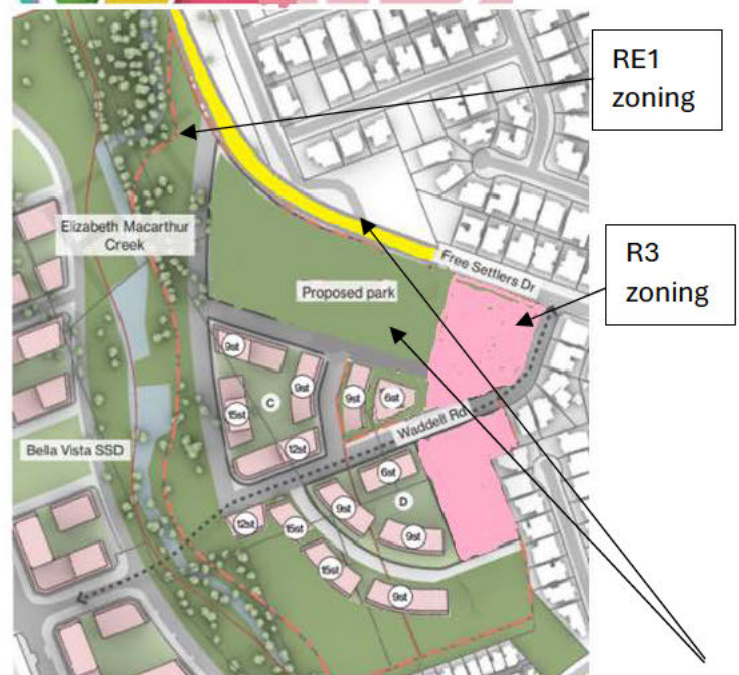 RE1
zoning
Elizabeth Macarthur
Creek
Free Settlers Dr
R3
zoning
Proposed park
9st
9st
9st
6st
15st
C
Waddell Rd
12st
Bella Vista SSD
6st
D
9st
12st
15st
9st
15st
9st